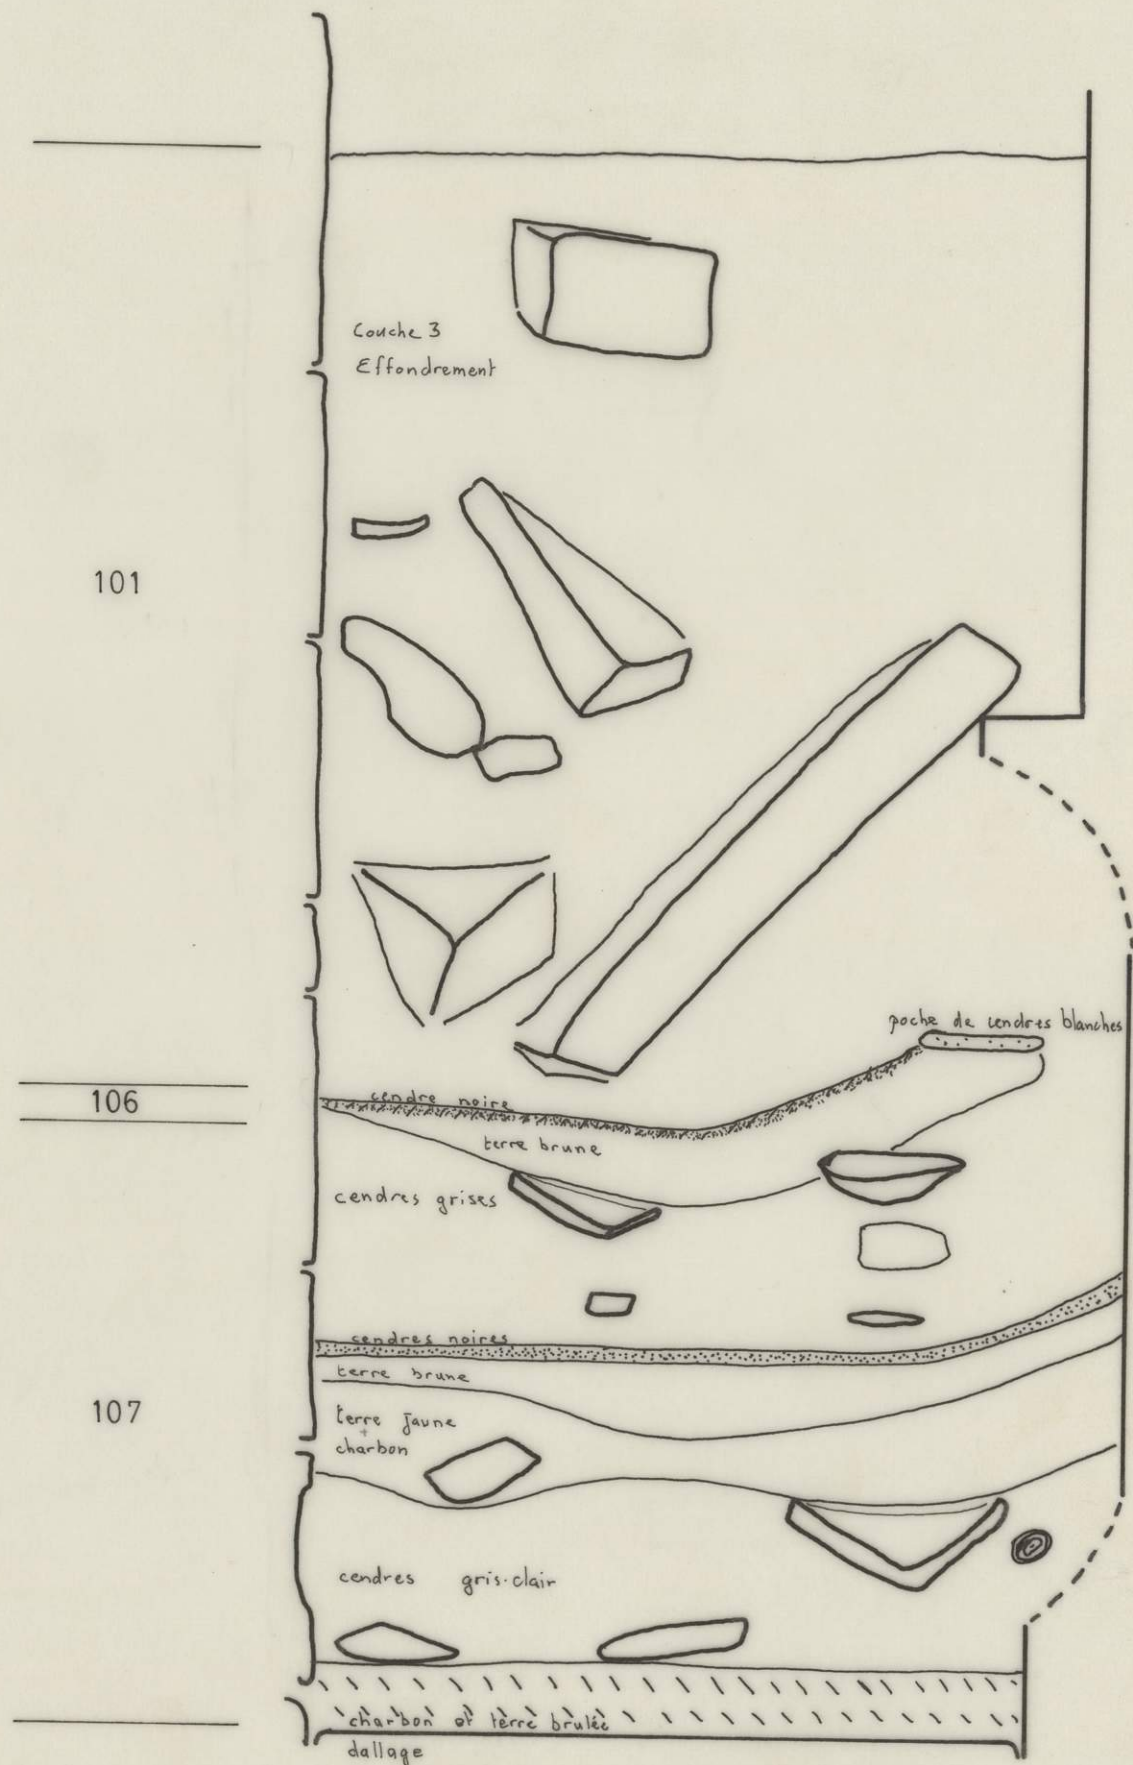 Couche 3
Effondrement
101
poche de cendres blanches
106
cendre noire
terre brune
cendres grises
cendres noires
terre brune
107
terre jaune
+
charbon
cendres gris-clair
charbon et terre brulée
dallage